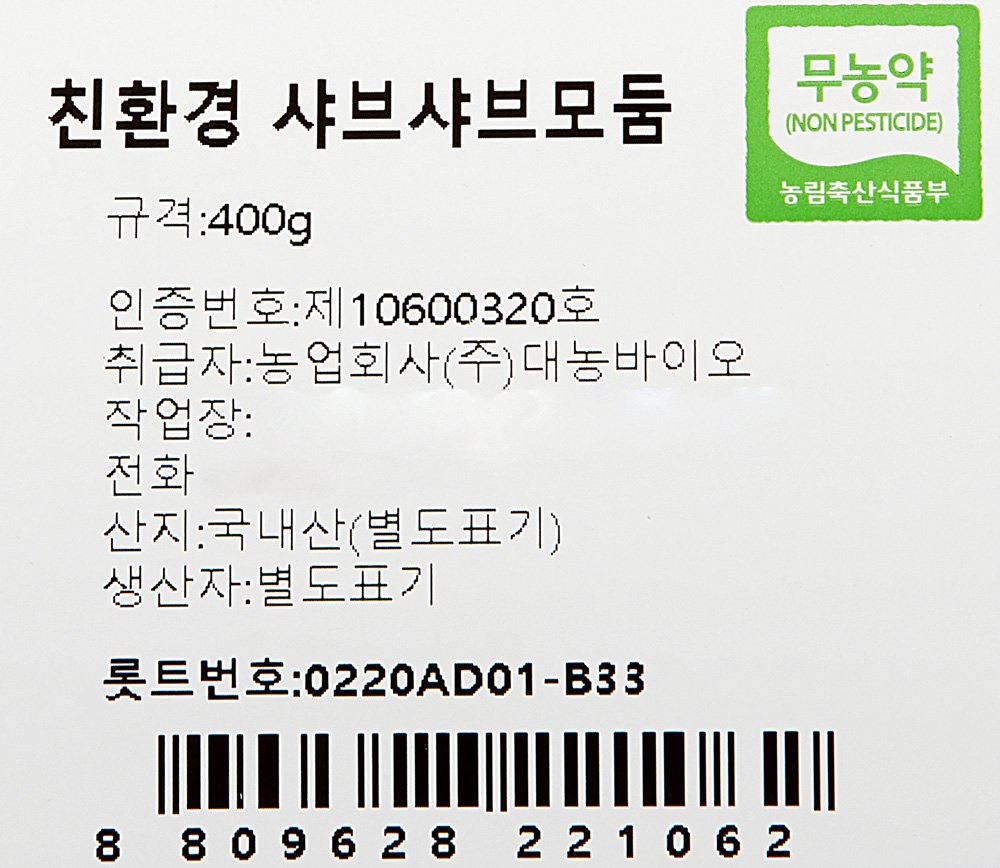 친환경 샤브샤브모둠
무농약
(NON PESTICIDE)
농림축산식품부
규격:400g
인증번호:제10600320호
취급자:농업회사(주)대농바이오
작업장:
전화
산지:국내산(별도표기)
생산자:별도표기
롯트번호:0220AD01-B33
8 809628 221062